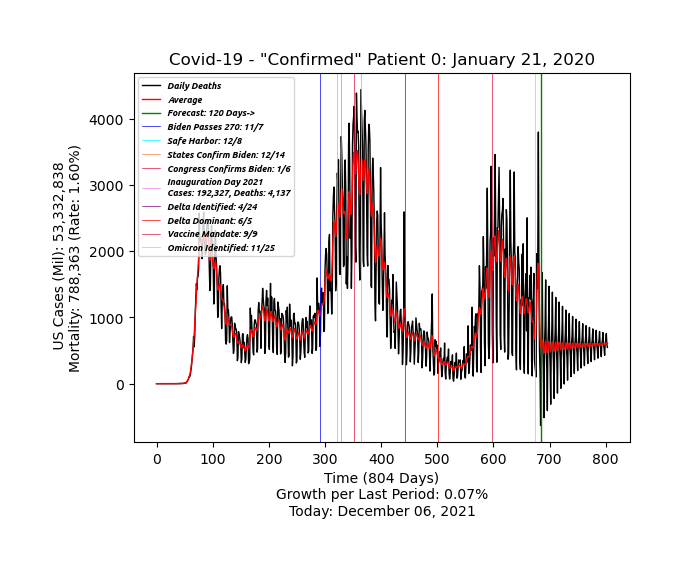 Covid-19 - "Confirmed" Patient 0: January 21, 2020
Daily Deaths
Average
Forecast: 120 Days->
Biden Passes 270: 11/7
Safe Harbor: 12/8
States Confirm Biden: 12/14
Congress Confirms Biden: 1/6
Inauguration Day 2021
Cases: 192,327, Deaths: 4,137
Delta Identified: 4/24
Delta Dominant: 6/5
Vaccine Mandate: 9/9
Omicron Identified: 11/25
US Cases (Mil): 53,332,838
Mortality: 788,363 (Rate: 1.60%)
4000
3000
2000
1000
0
0 100 200 300 400 500 600 700 800
Time (804 Days)
Growth per Last Period: 0.07%
Today: December 06, 2021